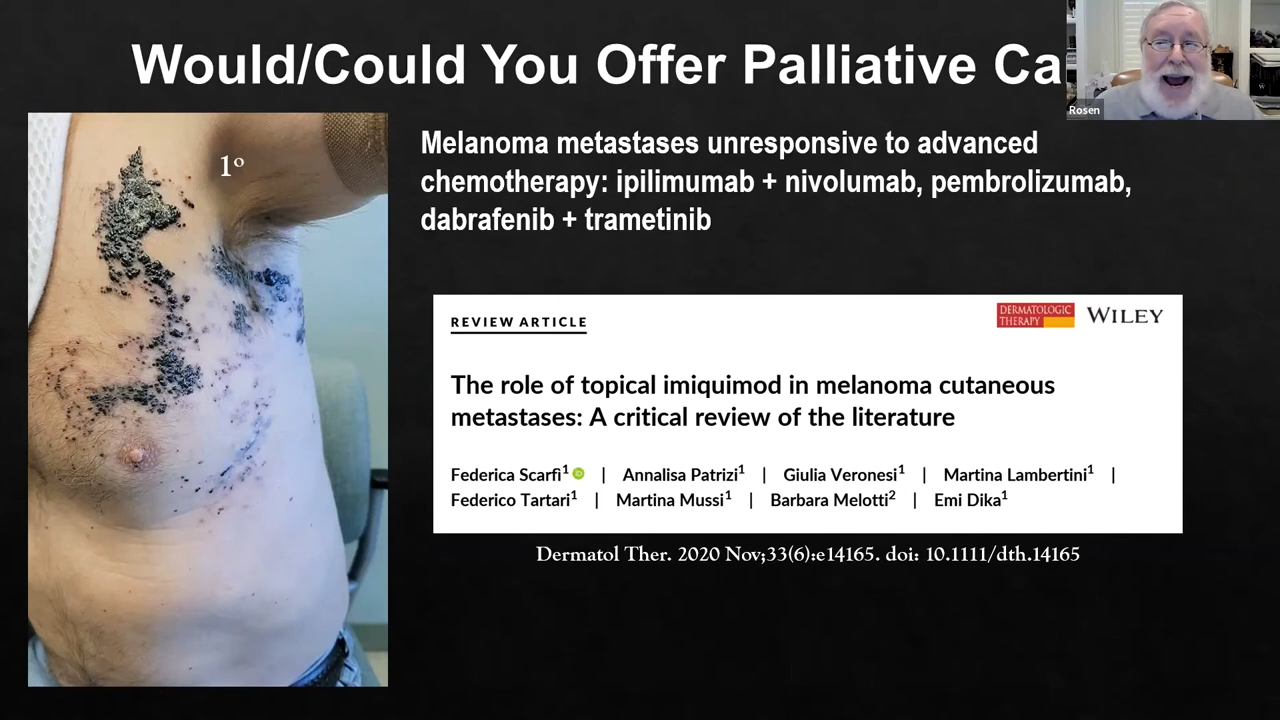 Would/Could You Offer Palliative Ca
Rosen
1º
Melanoma metastases unresponsive to advanced
chemotherapy: ipilimumab + nivolumab, pembrolizumab,
dabrafenib + trametinib
REVIEW ARTICLE
DERMATOLOGIC
THERAPY
WILEY
The role of topical imiquimod in melanoma cutaneous
metastases: A critical review of the literature
Federica Scarfì¹ iD | Annalisa Patrizi¹ | Giulia Veronesi¹ | Martina Lambertini¹ |
Federico Tartari¹ | Martina Mussi¹ | Barbara Melotti² | Emi Dika¹
Dermatol Ther. 2020 Nov;33(6):e14165. doi: 10.1111/dth.14165